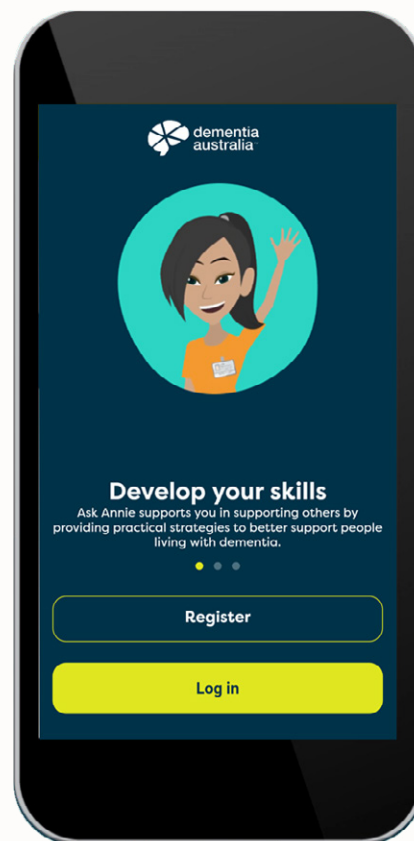 dementia
australia
Develop your skills
Ask Annie supports you in supporting others by
providing practical strategies to better support people
living with dementia.
Register
Log in